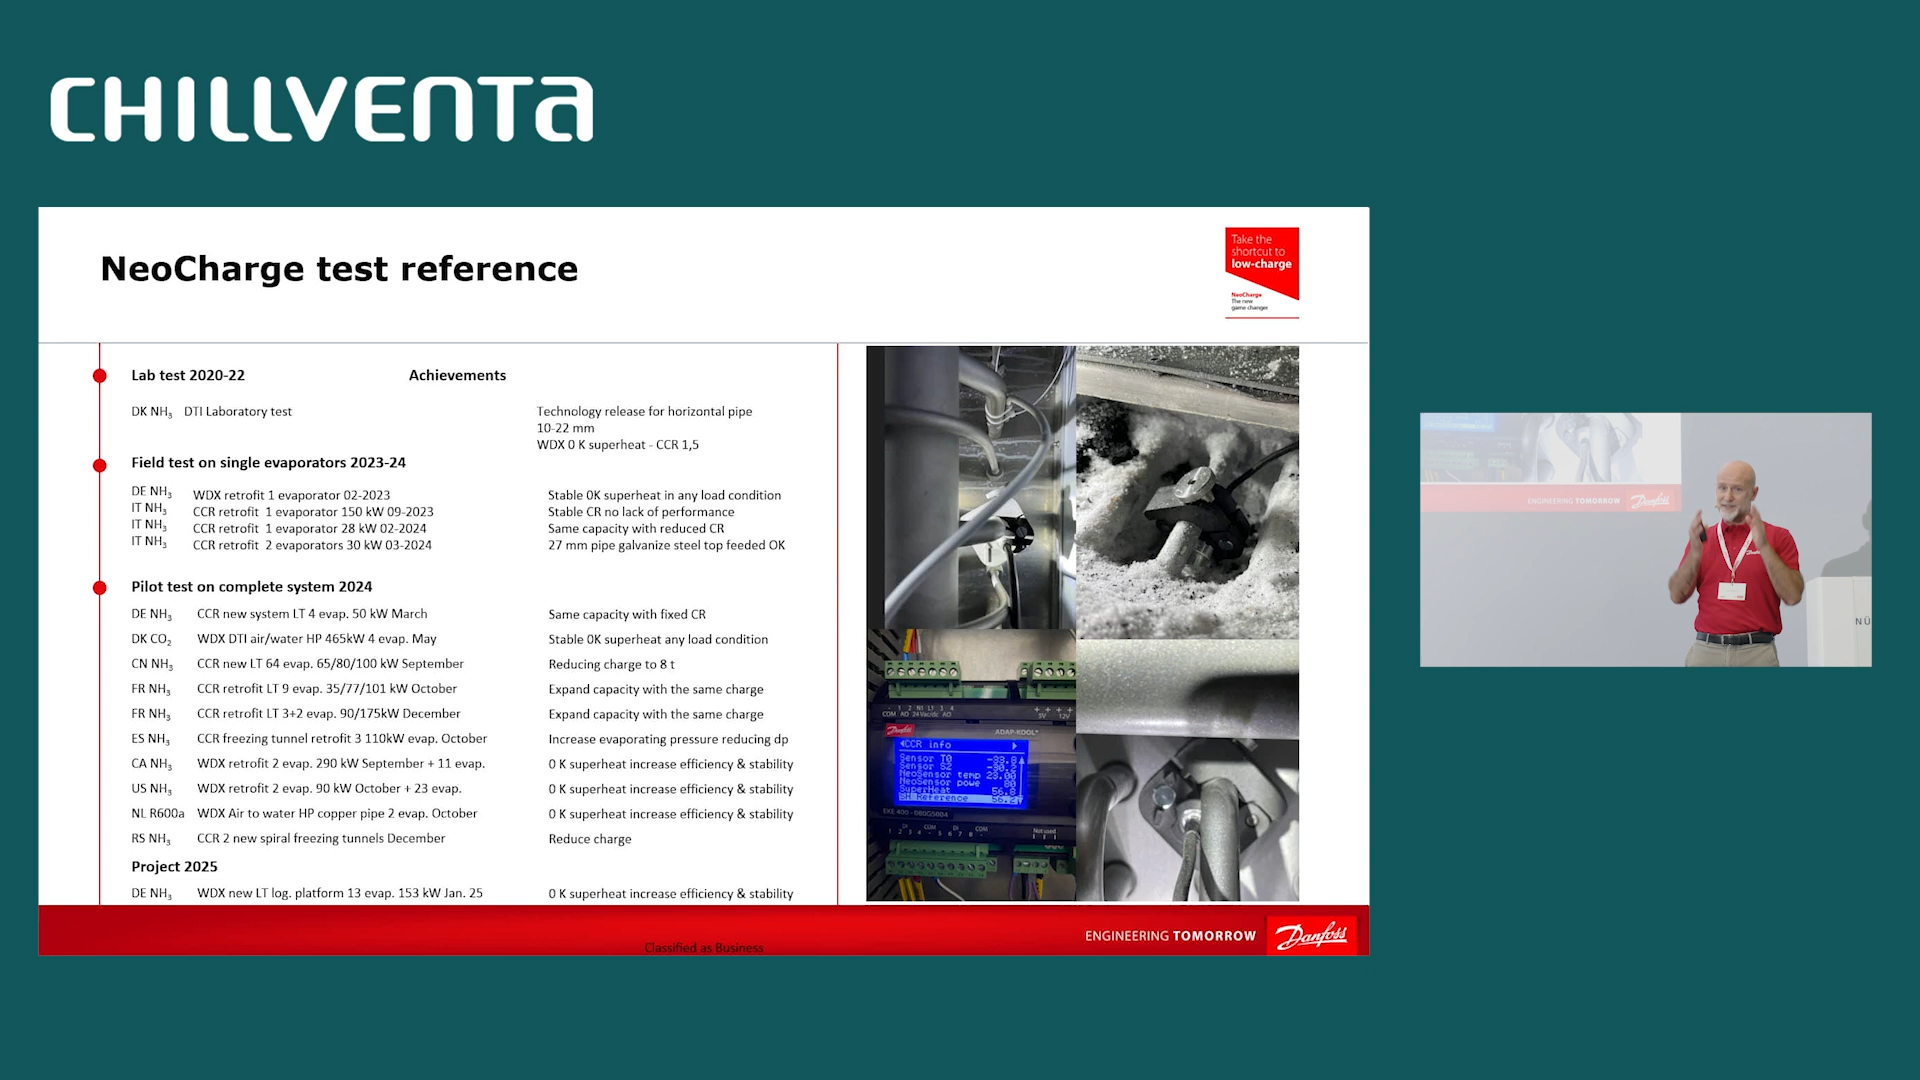 CHILLVENTA
NeoCharge test reference
Take the
shortcut to
low-charge
NeoCharge
The new
game changer
Lab test 2020-22 Achievements
DK NH3 DTI Laboratory test Technology release for horizontal pipe
10-22 mm
WDX 0 K superheat - CCR 1,5
Field test on single evaporators 2023-24
DE NH3 WDX retrofit 1 evaporator 02-2023 Stable 0K superheat in any load condition
IT NH3 CCR retrofit 1 evaporator 150 kW 09-2023 Stable CR no lack of performance
IT NH3 CCR retrofit 1 evaporator 28 kW 02-2024 Same capacity with reduced CR
IT NH3 CCR retrofit 2 evaporators 30 kW 03-2024 27 mm pipe galvanize steel top feeded OK
Pilot test on complete system 2024
DE NH3 CCR new system LT 4 evap. 50 kW March Same capacity with fixed CR
DK CO2 WDX DTI air/water HP 465kW 4 evap. May Stable 0K superheat any load condition
CN NH3 CCR new LT 64 evap. 65/80/100 kW September Reducing charge to 8 t
FR NH3 CCR retrofit LT 9 evap. 35/77/101 kW October Expand capacity with the same charge
FR NH3 CCR retrofit LT 3+2 evap. 90/175kW December Expand capacity with the same charge
ES NH3 CCR freezing tunnel retrofit 3 110kW evap. October Increase evaporating pressure reducing dp
CA NH3 WDX retrofit 2 evap. 290 kW September + 11 evap. 0 K superheat increase efficiency & stability
US NH3 WDX retrofit 2 evap. 90 kW October + 23 evap. 0 K superheat increase efficiency & stability
NL R600a WDX Air to water HP copper pipe 2 evap. October 0 K superheat increase efficiency & stability
RS NH3 CCR 2 new spiral freezing tunnels December Reduce charge
Project 2025
DE NH3 WDX new LT log. platform 13 evap. 153 kW Jan. 25 0 K superheat increase efficiency & stability
Danfoss
ADAP-KOOL®
CCR info
Sensor T0
Sensor S2
NeoSensor temp
NeoSensor powe
SuperHeat
SH Reference
EKE 400 - 080G5004
Classified as Business
ENGINEERING TOMORROW
Danfoss
ENGINEERING TOMORROW
Danfoss
NÜ